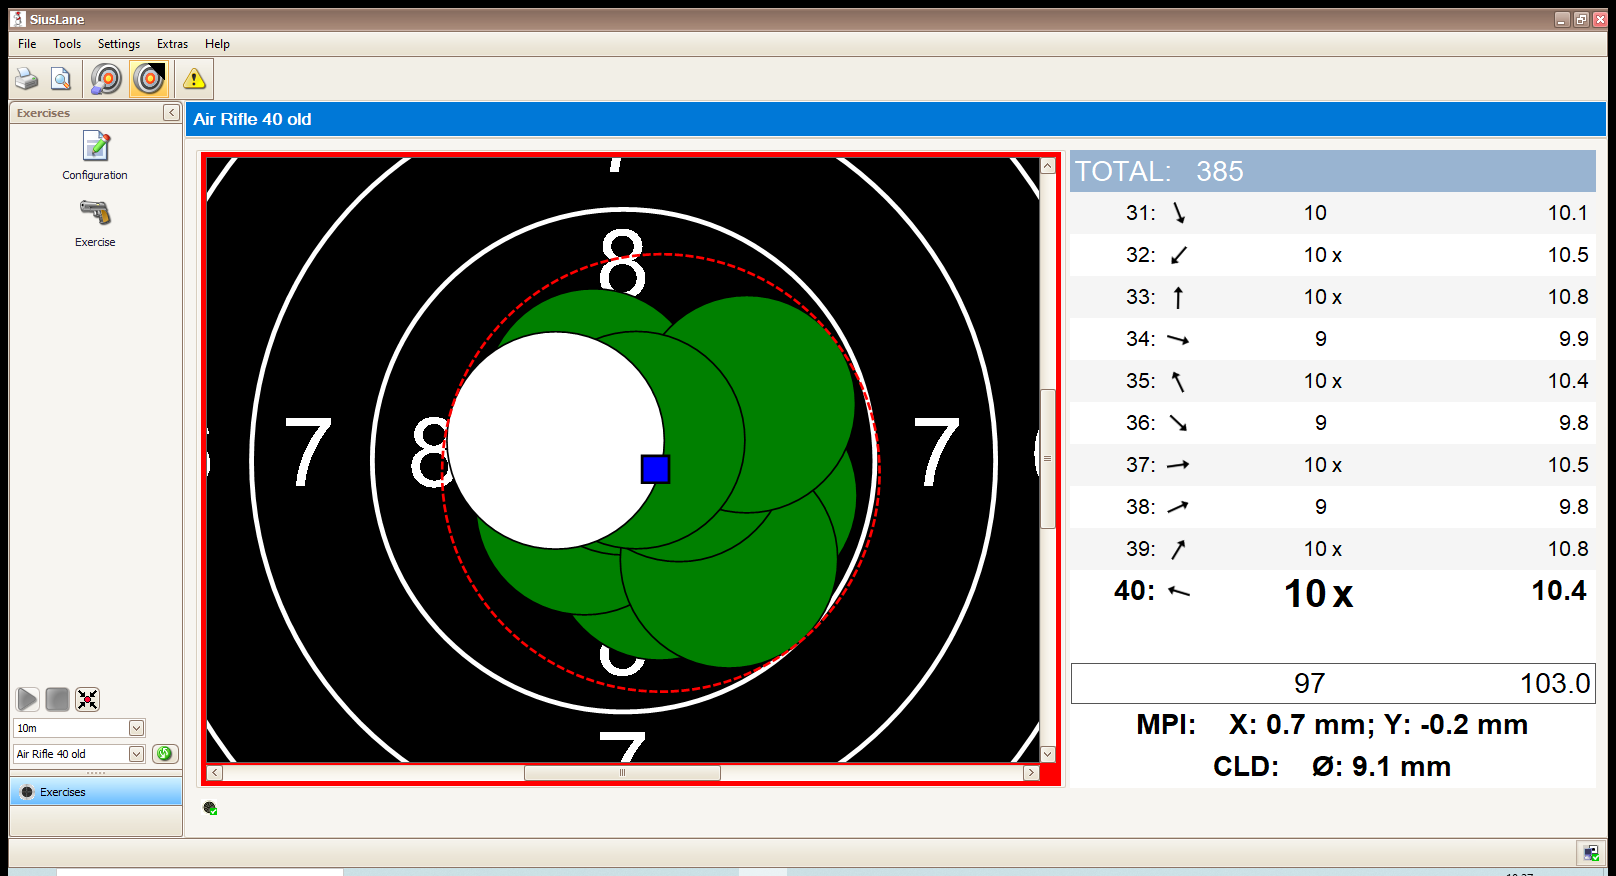 SiusLane
File Tools Settings Extras Help
Exercises
Configuration
Exercise
10m
Air Rifle 40 old
Exercises
Air Rifle 40 old
8
7 8 7
7
TOTAL: 385
31: 10 10.1
32: 10 x 10.5
33: 10 x 10.8
34: 9 9.9
35: 10 x 10.4
36: 9 9.8
37: 10 x 10.5
38: 9 9.8
39: 10 x 10.8
40: 10 x 10.4
97 103.0
MPI: X: 0.7 mm; Y: -0.2 mm
CLD: Ø: 9.1 mm